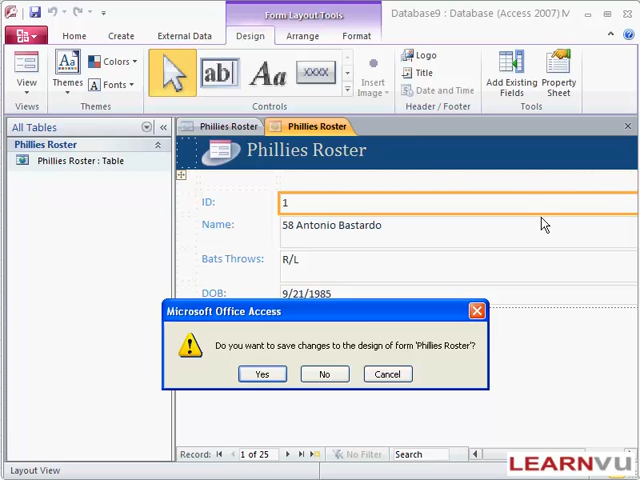 Form Layout Tools
Database9 : Database (Access 2007) M...
Home Create External Data Design Arrange Format
View
Views
Aa
Themes
Colors
Fonts
Themes
ab|
Aa
XXXX
Controls
Insert
Image
Logo
Title
Date and Time
Header / Footer
Add Existing
Fields
Property
Sheet
Tools
All Tables
Phillies Roster
Phillies Roster : Table
Phillies Roster
Phillies Roster
Phillies Roster
ID: 1
Name: 58 Antonio Bastardo
Bats Throws: R/L
DOB: 9/21/1985
Microsoft Office Access
Do you want to save changes to the design of form 'Phillies Roster'?
Yes No Cancel
Record: 1 of 25 No Filter Search
Layout View
LEARNVU